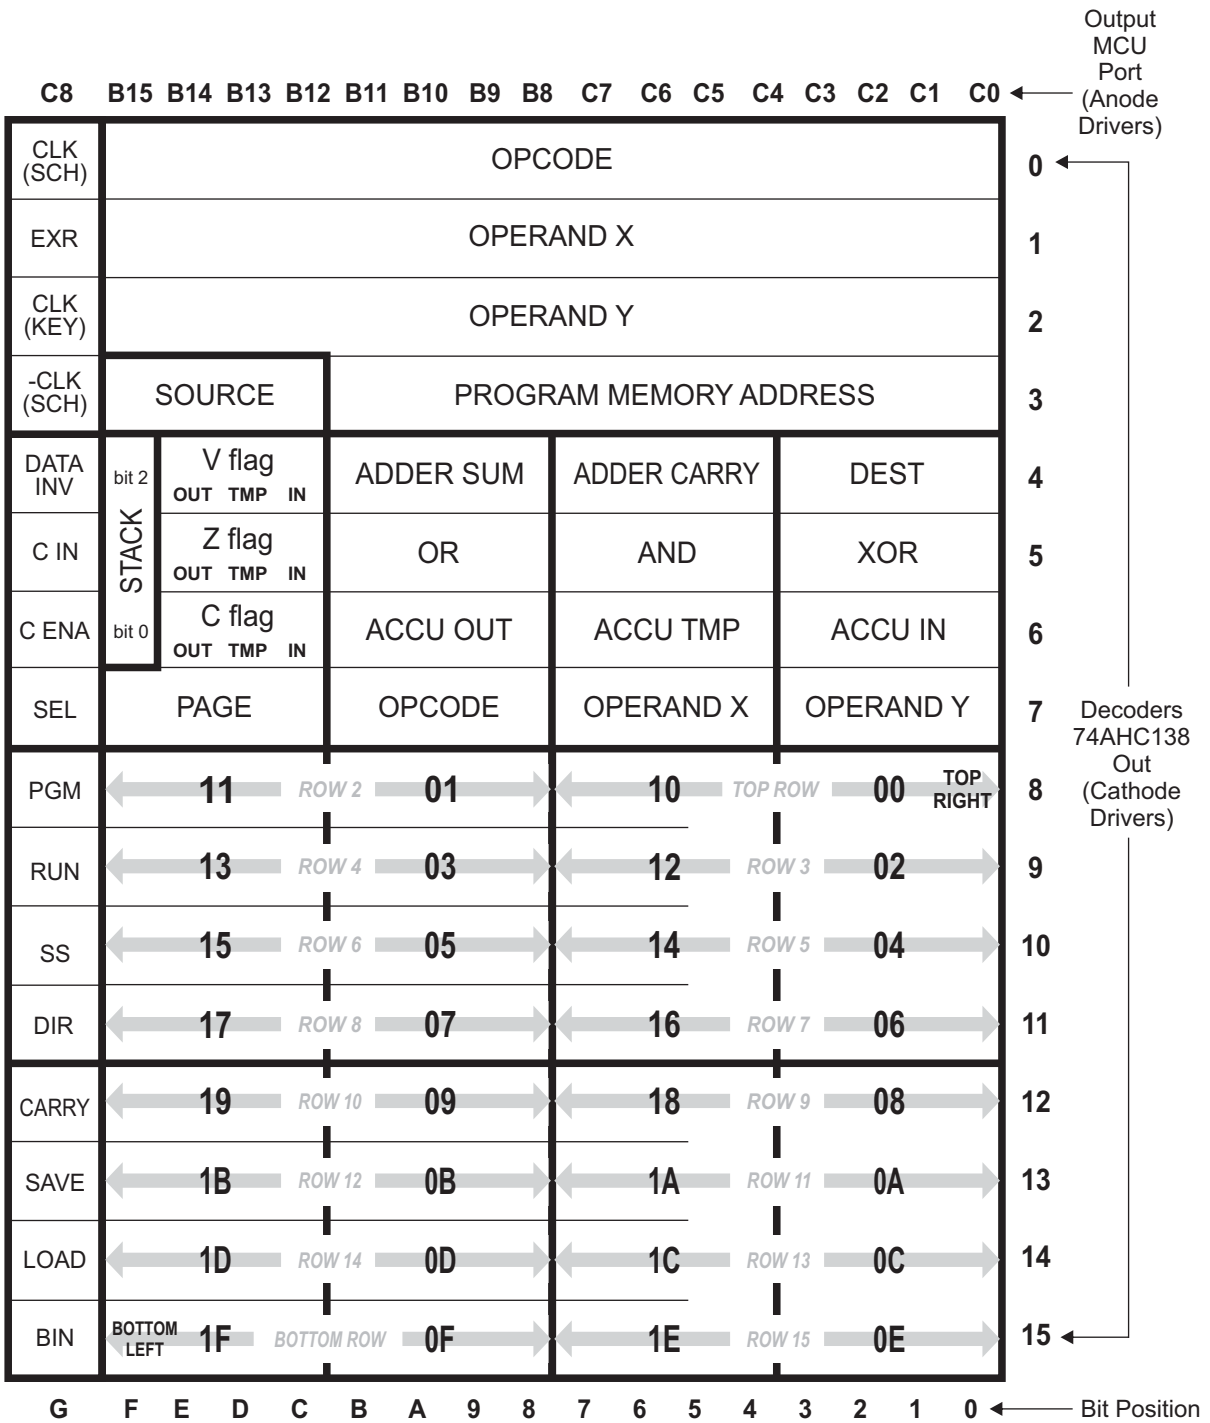 Output
MCU
Port
(Anode
Drivers)
C8 B15 B14 B13 B12 B11 B10 B9 B8 C7 C6 C5 C4 C3 C2 C1 C0
CLK
(SCH)
OPCODE
0
EXR
OPERAND X
1
CLK
(KEY)
OPERAND Y
2
-CLK
(SCH)
SOURCE
PROGRAM MEMORY ADDRESS
3
DATA
INV
bit 2
STACK
bit 0
V flag
OUT TMP IN
ADDER SUM
ADDER CARRY
DEST
4
C IN
Z flag
OUT TMP IN
OR
AND
XOR
5
C ENA
C flag
OUT TMP IN
ACCU OUT
ACCU TMP
ACCU IN
6
SEL
PAGE
OPCODE
OPERAND X
OPERAND Y
7
Decoders
74AHC138
Out
(Cathode
Drivers)
PGM
11 ROW 2 01
10 TOP ROW 00
TOP
RIGHT
8
RUN
13 ROW 4 03
12 ROW 3 02
9
SS
15 ROW 6 05
14 ROW 5 04
10
DIR
17 ROW 8 07
16 ROW 7 06
11
CARRY
19 ROW 10 09
18 ROW 9 08
12
SAVE
1B ROW 12 0B
1A ROW 11 0A
13
LOAD
1D ROW 14 0D
1C ROW 13 0C
14
BIN
BOTTOM
LEFT
1F BOTTOM ROW 0F
1E ROW 15 0E
15
G F E D C B A 9 8 7 6 5 4 3 2 1 0
Bit Position